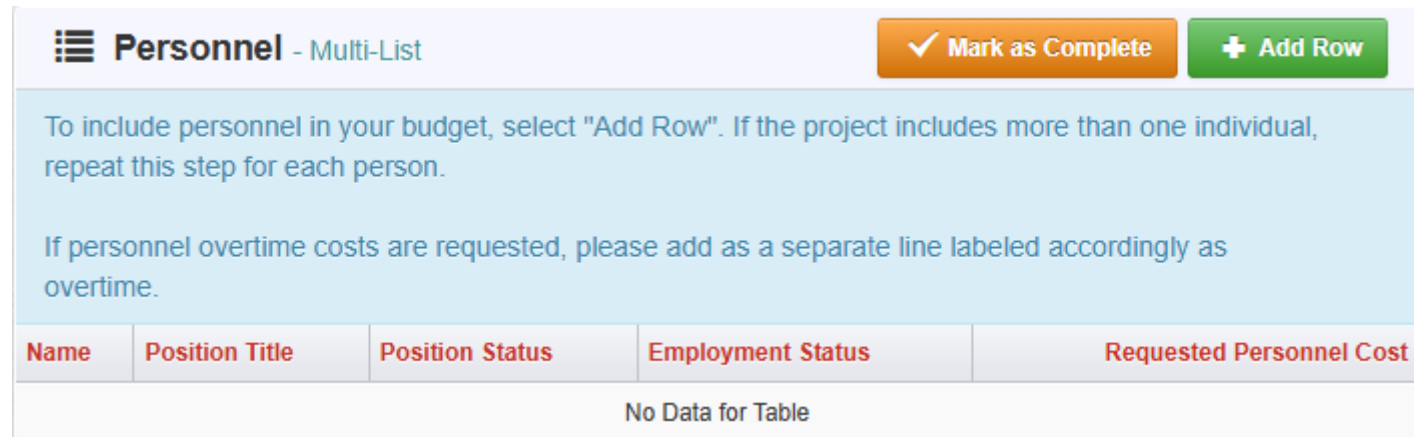 Personnel - Multi-List
Mark as Complete
Add Row
To include personnel in your budget, select "Add Row". If the project includes more than one individual,
repeat this step for each person.
If personnel overtime costs are requested, please add as a separate line labeled accordingly as
overtime.
Name Position Title Position Status Employment Status Requested Personnel Cost
No Data for Table